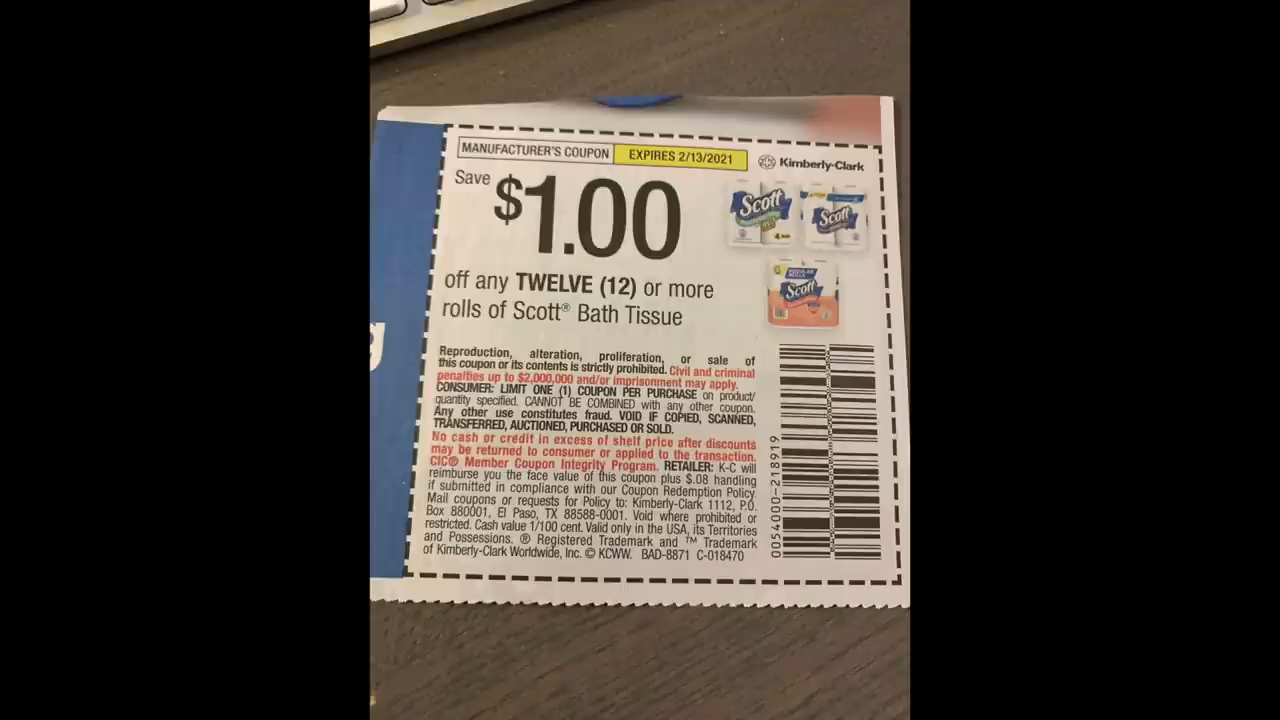 MANUFACTURER'S COUPON EXPIRES 2/13/2021 Kimberly-Clark
Save $1.00
Scott Scott
off any TWELVE (12) or more
rolls of Scott® Bath Tissue
REGULAR ROLLS
Scott
Reproduction, alteration, proliferation, or sale of
this coupon or its contents is strictly prohibited. Civil and criminal
penalties up to $2,000,000 and/or imprisonment may apply.
CONSUMER: LIMIT ONE (1) COUPON PER PURCHASE on product/
quantity specified. CANNOT BE COMBINED with any other coupon.
Any other use constitutes fraud. VOID IF COPIED, SCANNED,
TRANSFERRED, AUCTIONED, PURCHASED OR SOLD.
No cash or credit in excess of shelf price after discounts
may be returned to consumer or applied to the transaction.
CIC® Member Coupon Integrity Program. RETAILER: K-C will
reimburse you the face value of this coupon plus $.08 handling
if submitted in compliance with our Coupon Redemption Policy.
Mail coupons or requests for Policy to: Kimberly-Clark 1112, P.O.
Box 880001, El Paso, TX 88588-0001. Void where prohibited or
restricted. Cash value 1/100 cent. Valid only in the USA, its Territories
and Possessions. ® Registered Trademark and ™ Trademark
of Kimberly-Clark Worldwide, Inc. © KCWW. BAD-8871 C-018470
0054000-218919